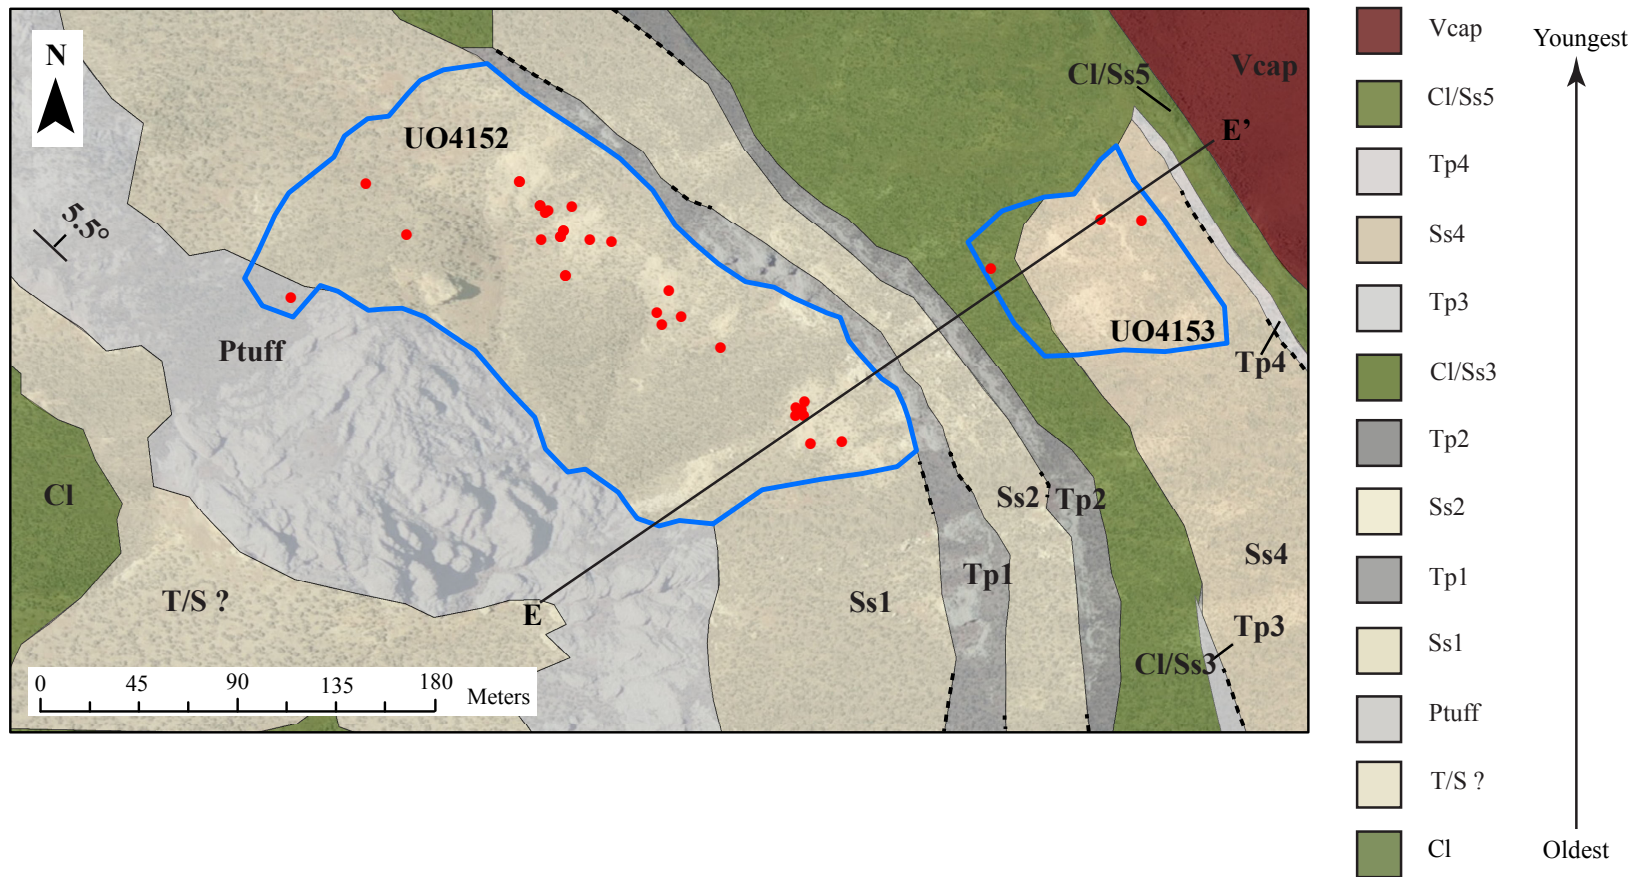 N
UO4152
Cl/Ss5
Vcap
E’
5.5°
Ptuff
UO4153
Tp4
Cl
Ss2
Tp2
Ss4
T/S ?
E
Ss1
Tp1
Tp3
Cl/Ss3
0 45 90 135 180
Meters
Vcap
Cl/Ss5
Tp4
Ss4
Tp3
Cl/Ss3
Tp2
Ss2
Tp1
Ss1
Ptuff
T/S ?
Cl
Youngest
Oldest